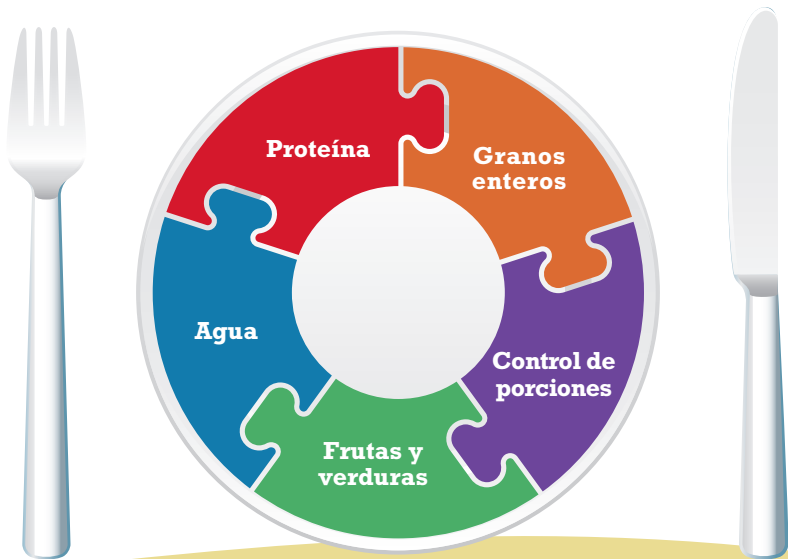 Proteína
Granos
enteros
Agua
Control de
porciones
Frutas y
verduras